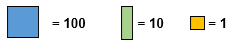 = 100 = 10 = 1